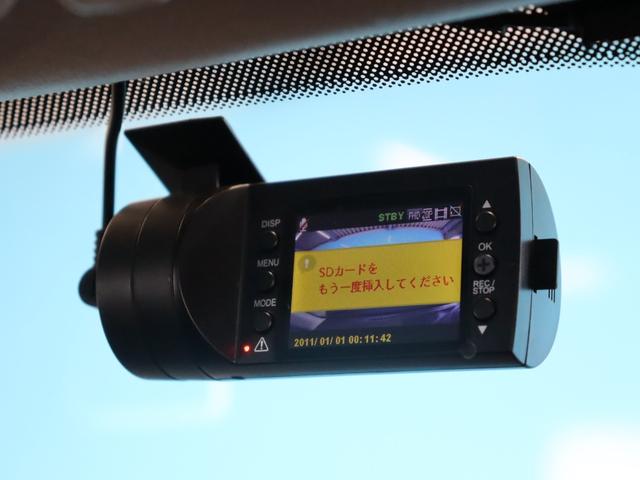 DISP
MENU
MODE
STBY FHD
SDカードを
もう一度挿入してください
2011/01/01 00:11:42
OK
REC/
STOP